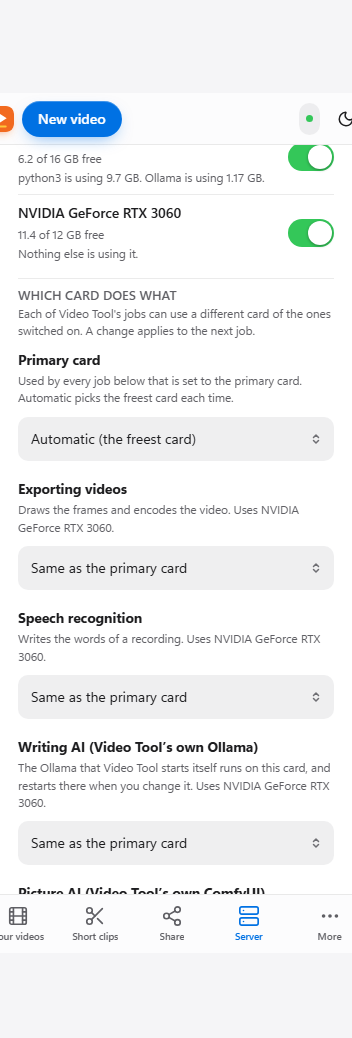 New video
6.2 of 16 GB free
python3 is using 9.7 GB. Ollama is using 1.17 GB.
NVIDIA GeForce RTX 3060
11.4 of 12 GB free
Nothing else is using it.
WHICH CARD DOES WHAT
Each of Video Tool's jobs can use a different card of the ones
switched on. A change applies to the next job.
Primary card
Used by every job below that is set to the primary card.
Automatic picks the freest card each time.
Automatic (the freest card)
Exporting videos
Draws the frames and encodes the video. Uses NVIDIA
GeForce RTX 3060.
Same as the primary card
Speech recognition
Writes the words of a recording. Uses NVIDIA GeForce RTX
3060.
Same as the primary card
Writing AI (Video Tool’s own Ollama)
The Ollama that Video Tool starts itself runs on this card, and
restarts there when you change it. Uses NVIDIA GeForce RTX
3060.
Same as the primary card
Picture AI (Video Tool’s own ComfyUI)
our videos
Short clips
Share
Server
More